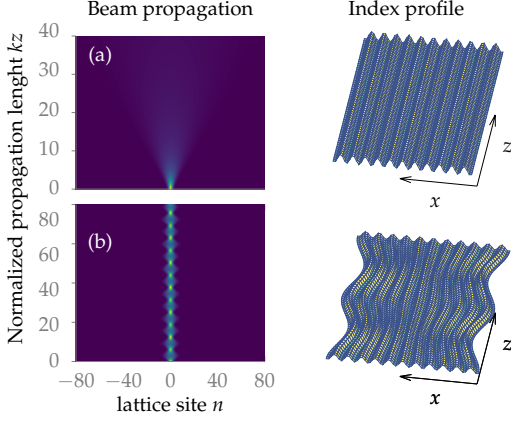 Beam propagation
Index profile
Normalized propagation lenght kz
40
30
20
10
0
(a)
z
x
80
60
40
20
0
(b)
z
x
−80
−40
0
40
80
lattice site n